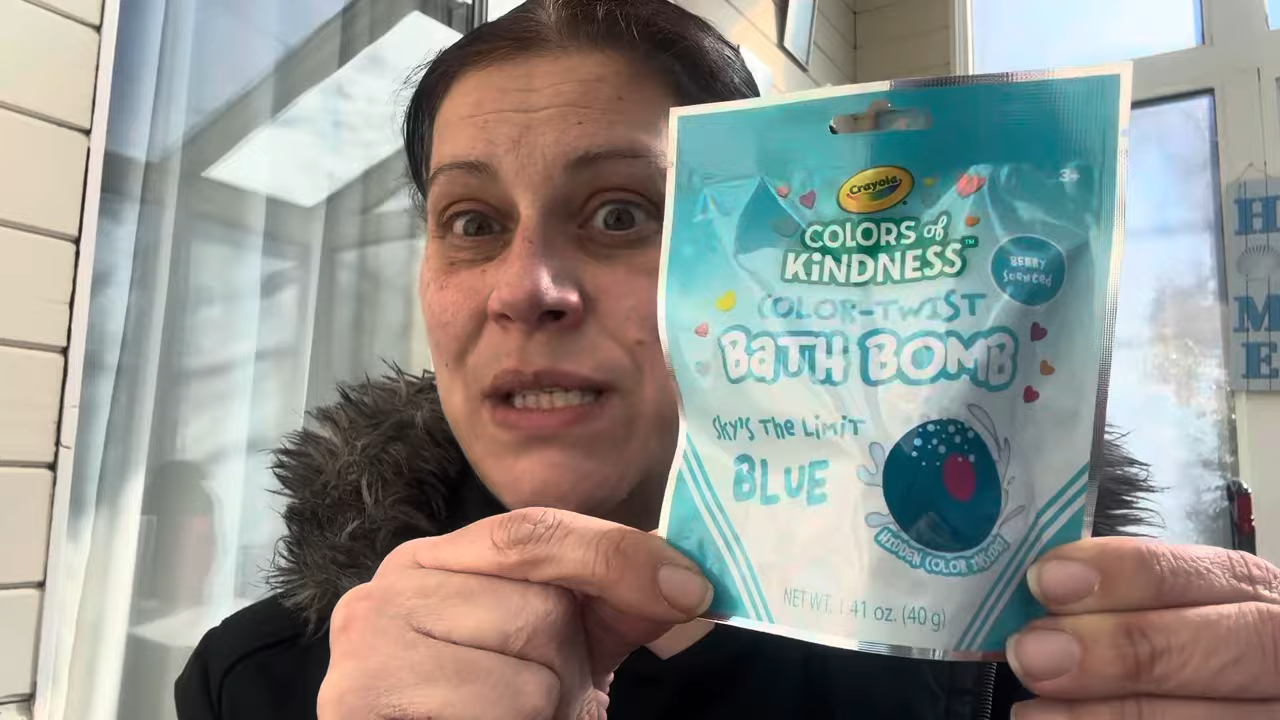 Crayola
3+
COLORS of
KINDNESS™
BERRY
SCENTED
COLOR-TWIST
BATH BOMB
SKY'S THE LIMIT
BLUE
HIDDEN COLOR INSIDE!
NET WT. 1.41 oz. (40 g)
H
M
E